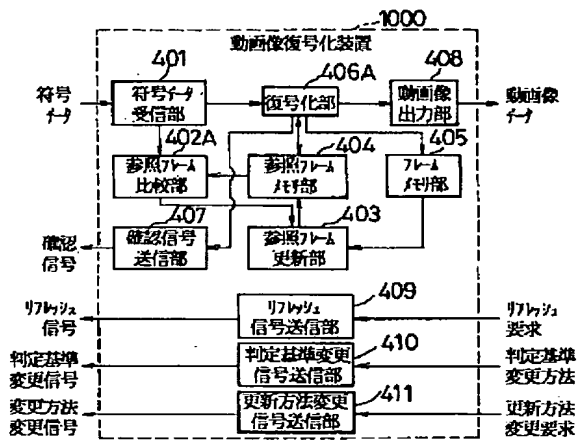 1000
動画像復号化装置
401
符号データ
受信部
406A
復号化部
408
動画像
出力部
符号
データ
動画像
データ
402A
参照フレーム
比較部
404
参照フレーム
メモリ部
405
フレーム
メモリ部
407
確認信号
送信部
403
参照フレーム
更新部
確認
信号
409
リフレッシュ
信号送信部
リフレッシュ
信号
リフレッシュ
要求
410
判定基準変更
信号送信部
判定基準
変更信号
判定基準
変更方法
411
更新方法変更
信号送信部
変更方法
変更信号
更新方法
変更要求